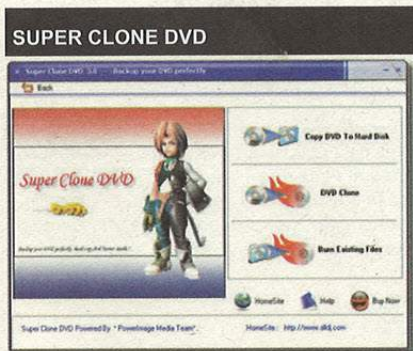 SUPER CLONE DVD
Super Clone DVD 3.0 ---- Backup your DVD perfectly
Back
Super Clone DVD
Copy DVD To Hard Disk
DVD Clone
Burn Existing Files
HomeSite Help Buy Now
Super Clone DVD Powered By " PowerImage Media Team".
HomeSite: